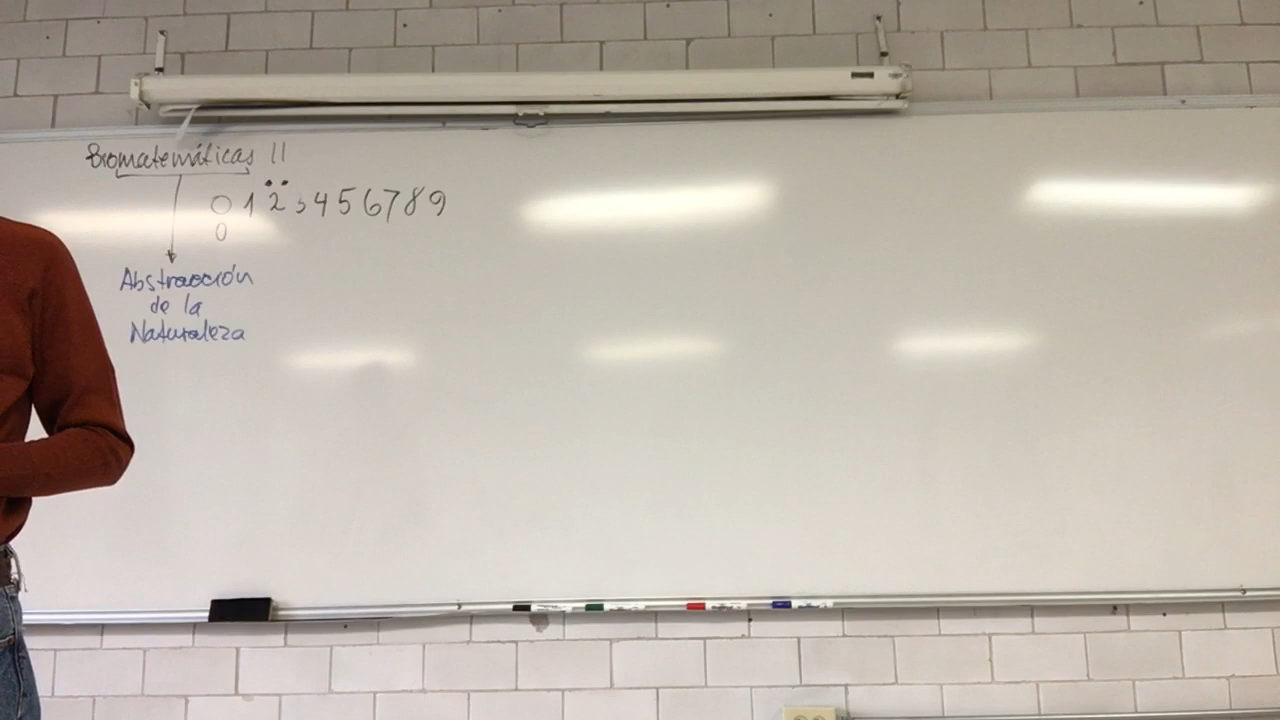 Biomatemáticas II
0 1 2 3 4 5 6 7 8 9
0
Abstracción
de la
Naturaleza